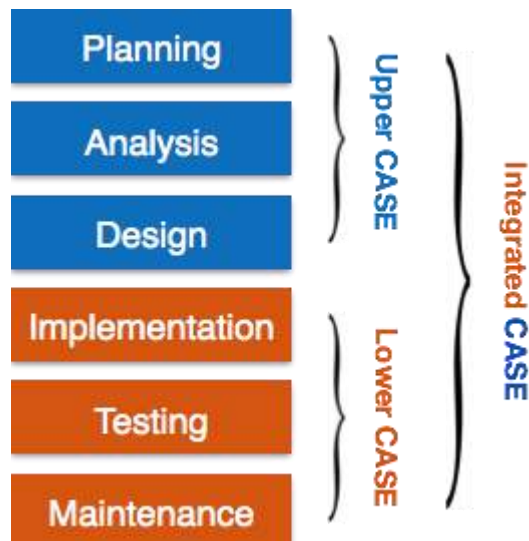 Planning
Analysis
Design
Implementation
Testing
Maintenance
Upper CASE
Lower CASE
Integrated CASE